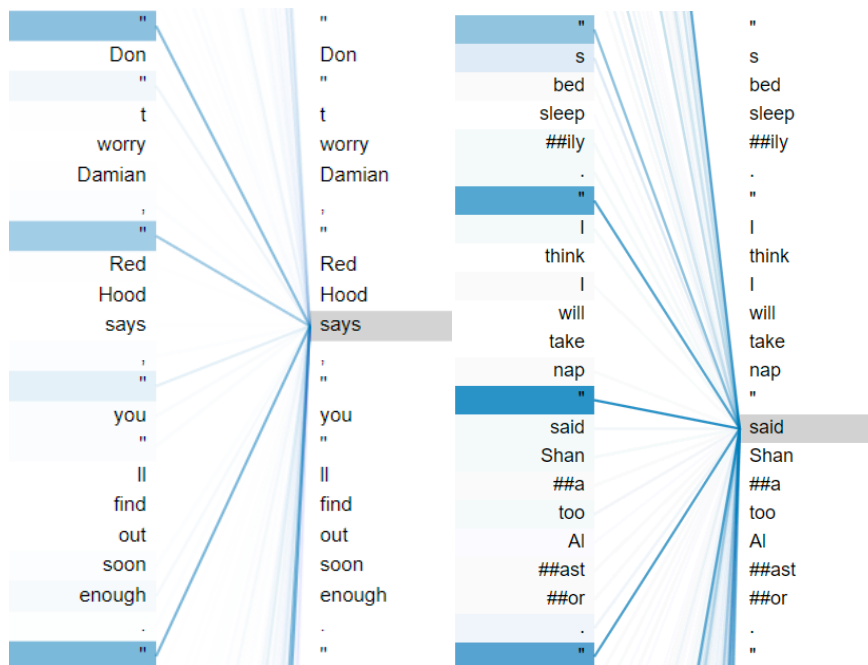 "
Don
"
t
worry
Damian
,
"
Red
Hood
says
,
"
you
"
ll
find
out
soon
enough
.
"
"
Don
"
t
worry
Damian
,
"
Red
Hood
says
,
"
you
"
ll
find
out
soon
enough
.
"
"
s
bed
sleep
##ily
.
"
I
think
I
will
take
nap
"
said
Shan
##a
too
Al
##ast
##or
.
"
"
s
bed
sleep
##ily
.
"
I
think
I
will
take
nap
"
said
Shan
##a
too
Al
##ast
##or
.
"